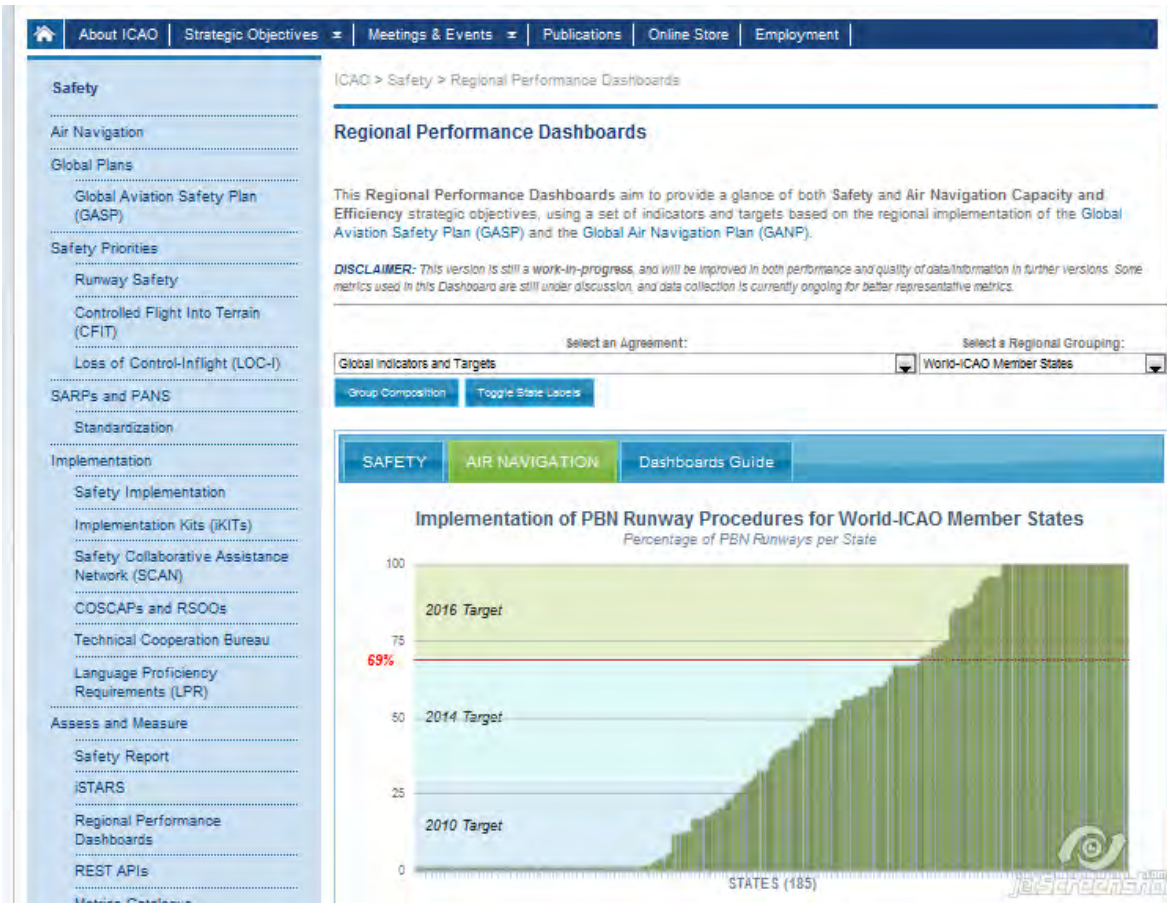 About ICAO
Strategic Objectives
Meetings & Events
Publications
Online Store
Employment
Safety
Air Navigation
Global Plans
Global Aviation Safety Plan
(GASP)
Safety Priorities
Runway Safety
Controlled Flight Into Terrain
(CFIT)
Loss of Control-Inflight (LOC-I)
SARPs and PANS
Standardization
Implementation
Safety Implementation
Implementation Kits (iKITs)
Safety Collaborative Assistance
Network (SCAN)
COSCAPs and RSOOs
Technical Cooperation Bureau
Language Proficiency
Requirements (LPR)
Assess and Measure
Safety Report
iSTARS
Regional Performance
Dashboards
REST APIs
Metrics Catalogue
ICAO > Safety > Regional Performance Dashboards
Regional Performance Dashboards
This Regional Performance Dashboards aim to provide a glance of both Safety and Air Navigation Capacity and
Efficiency strategic objectives, using a set of indicators and targets based on the regional implementation of the Global
Aviation Safety Plan (GASP) and the Global Air Navigation Plan (GANP).
DISCLAIMER: This version is still a work-in-progress, and will be improved in both performance and quality of data/information in further versions. Some
metrics used in this Dashboard are still under discussion, and data collection is currently ongoing for better representative metrics.
Select an Agreement:
Select a Regional Grouping:
Global Indicators and Targets
World-ICAO Member States
Group Composition
Toggle State Labels
SAFETY
AIR NAVIGATION
Dashboards Guide
Implementation of PBN Runway Procedures for World-ICAO Member States
Percentage of PBN Runways per State
100
2016 Target
75
69%
50
2014 Target
25
2010 Target
0
STATES (185)